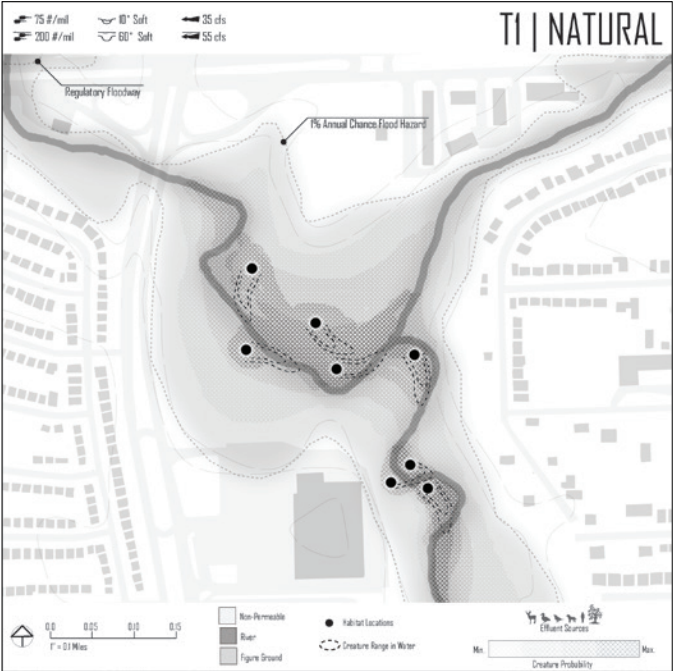 75 #/mil
10" Soft
35 cfs
200 #/mil
60" Soft
55 cfs
T1 | NATURAL
Regulatory Floodway
1% Annual Chance Flood Hazard
0.0 0.05 0.10 0.15
1" = 0.1 Miles
Non-Permeable
River
Figure Ground
Habitat Locations
Creature Range in Water
Effluent Sources
Min.
Max.
Creature Probability